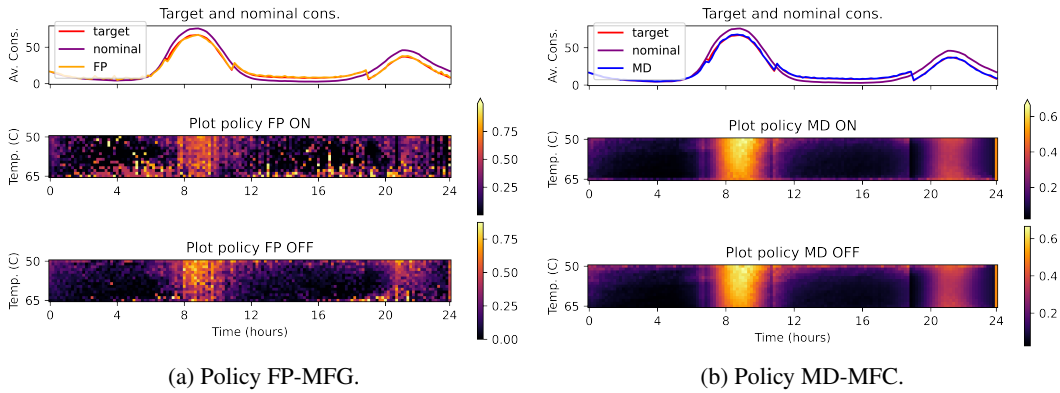 Target and nominal cons.
Av. Cons.
50
0
target
nominal
FP
Plot policy FP ON
Temp. (C)
50
65
0 4 8 12 16 20 24
0.75
0.50
0.25
Plot policy FP OFF
Temp. (C)
50
65
0 4 8 12 16 20 24
Time (hours)
0.75
0.50
0.25
0.00
(a) Policy FP-MFG.
Target and nominal cons.
Av. Cons.
50
0
target
nominal
MD
Plot policy MD ON
Temp. (C)
50
65
0 4 8 12 16 20 24
0.6
0.4
0.2
Plot policy MD OFF
Temp. (C)
50
65
0 4 8 12 16 20 24
Time (hours)
0.6
0.4
0.2
(b) Policy MD-MFC.